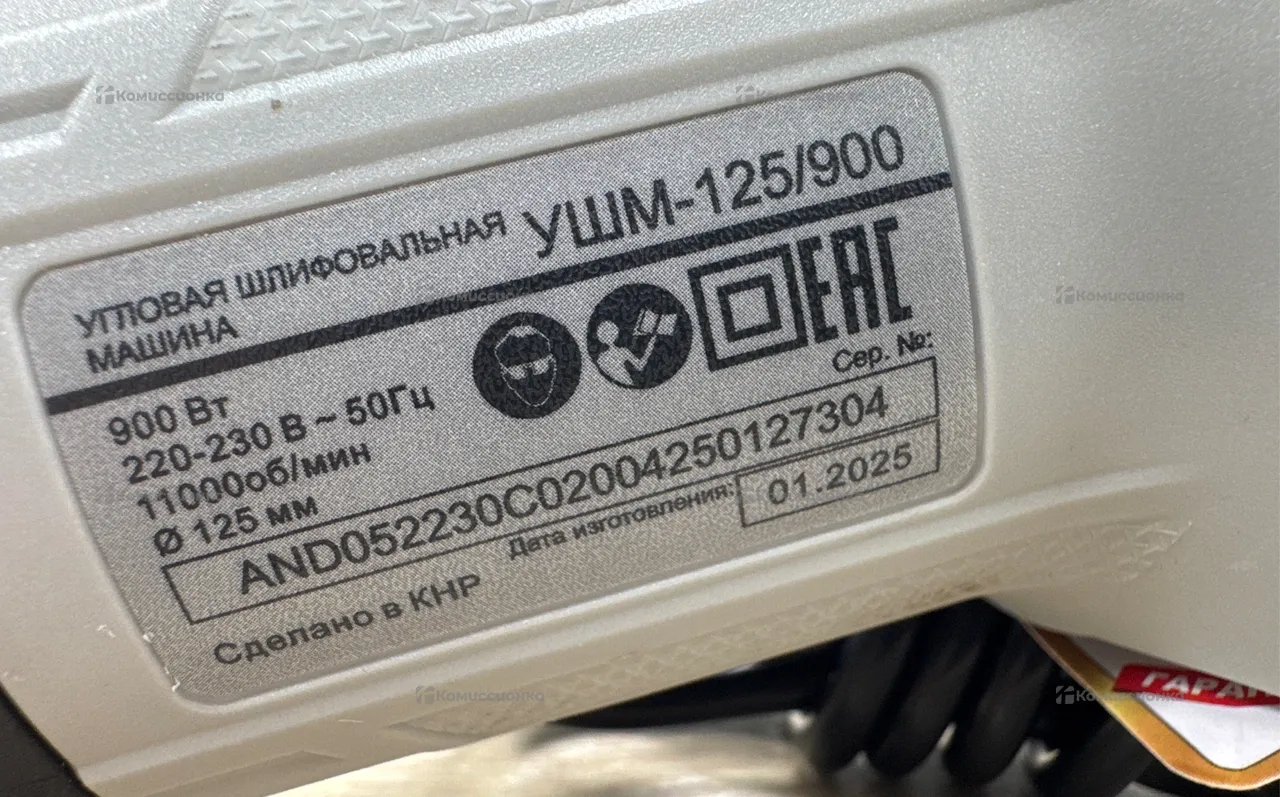 Комиссионка
УГЛОВАЯ ШЛИФОВАЛЬНАЯ
МАШИНА
УШМ-125/900
900 Вт
220-230 В ~ 50Гц
11000об/мин
Ø 125 мм
EAC
Сер. №:
AND052230C02004250127304
Дата изготовления:
01.2025
Сделано в КНР
Комиссионка
Комиссионка
Комиссионка